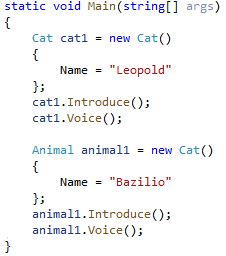 static void Main(string[] args)
{
    Cat cat1 = new Cat()
    {
        Name = "Leopold"
    };
    cat1.Introduce();
    cat1.Voice();

    Animal animal1 = new Cat()
    {
        Name = "Bazilio"
    };
    animal1.Introduce();
    animal1.Voice();
}